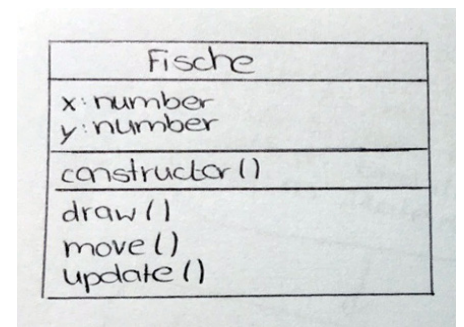 Fische
x: number
y: number
constructor()
draw()
move()
update()